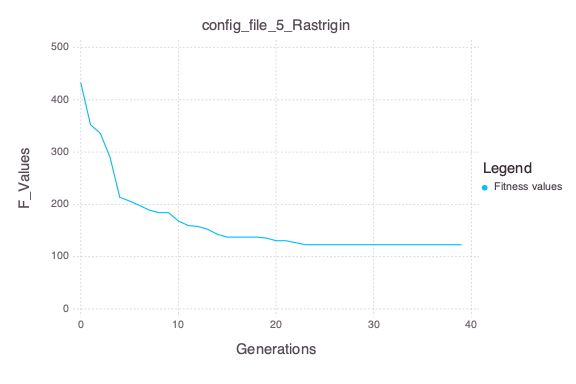 config_file_5_Rastrigin
500
400
300
200
100
0
F_Values
0 10 20 30 40
Generations
Legend
Fitness values